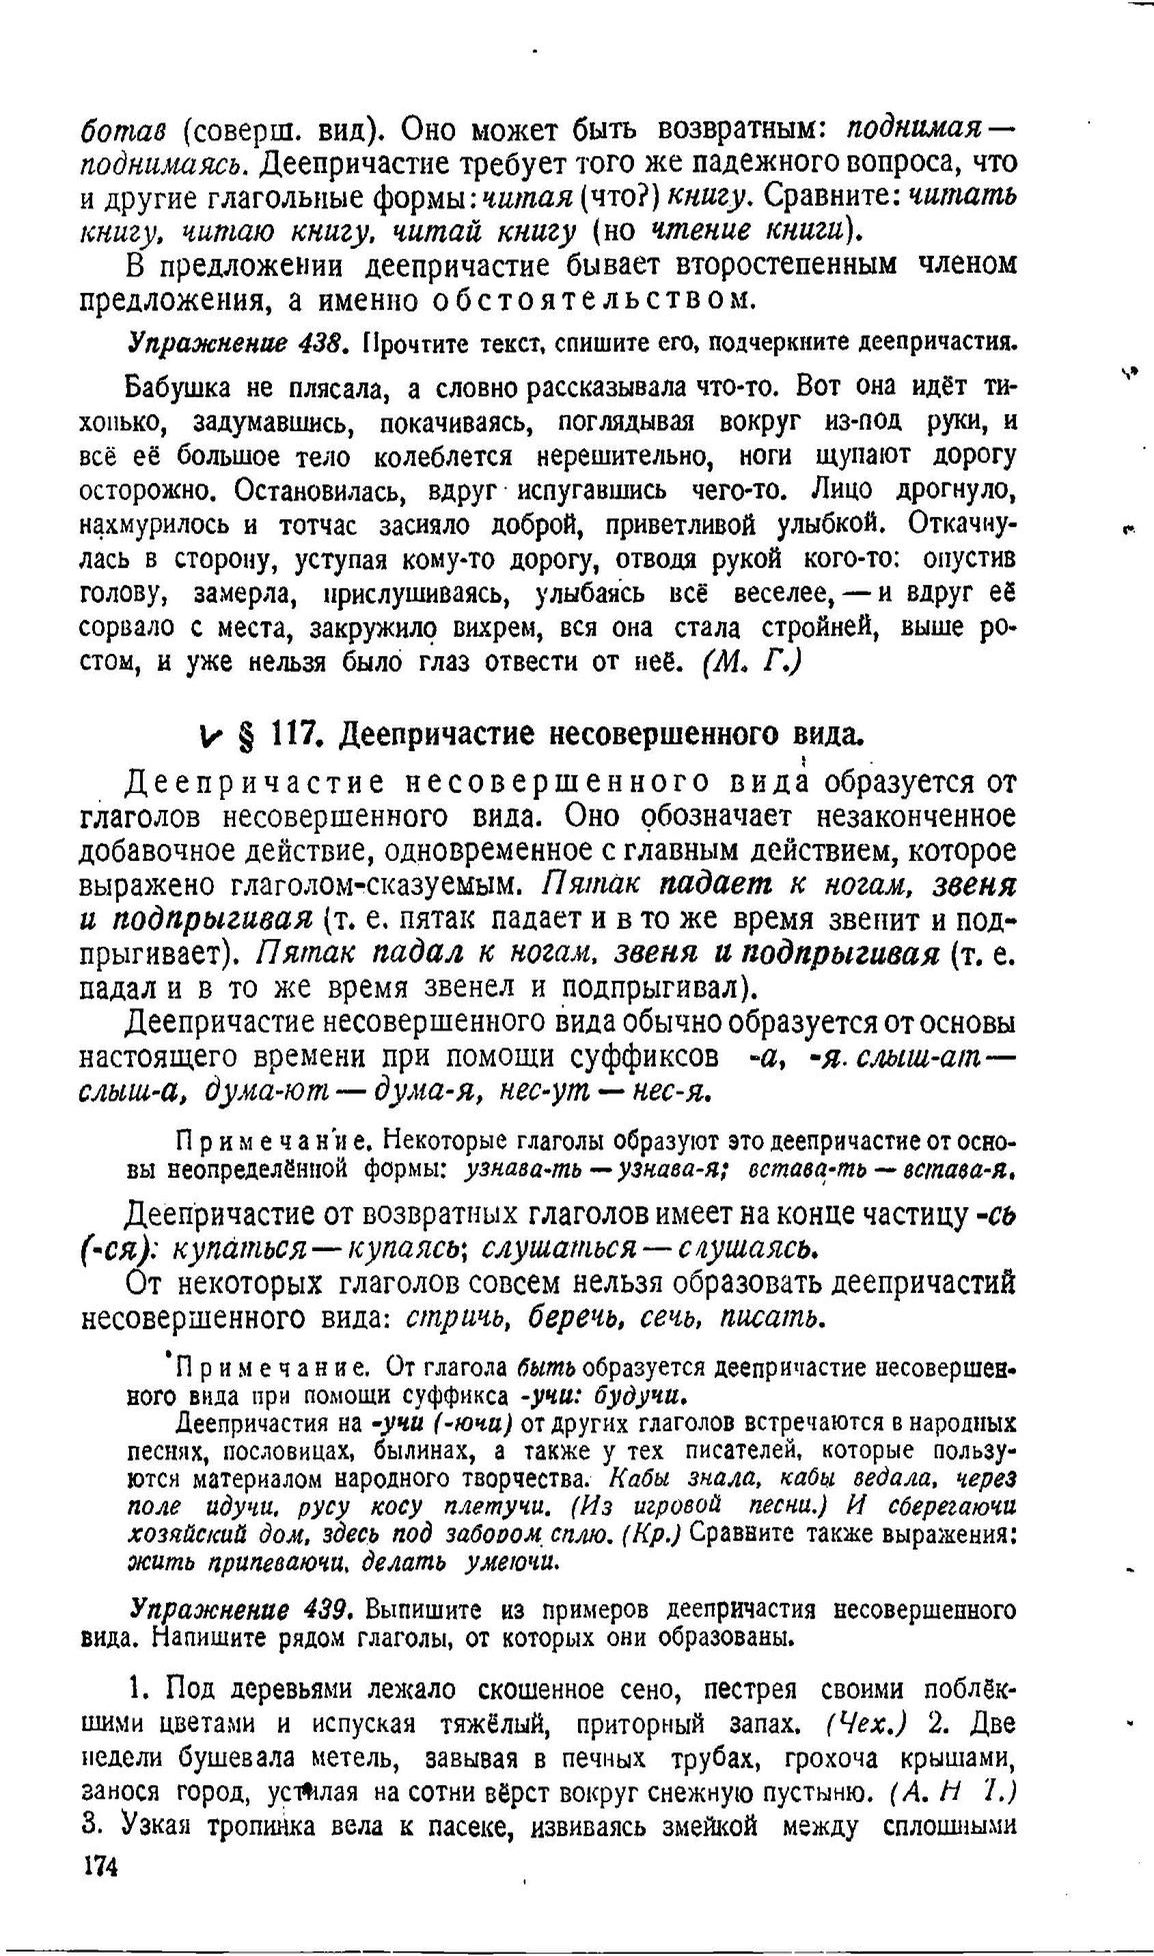 ботав (соверш. вид). Оно может быть возвратным: поднимая —
поднимаясь. Деепричастие требует того же падежного вопроса, что
и другие глагольные формы: читая (что?) книгу. Сравните: читать
книгу, читаю книгу, читай книгу (но чтение книги).
В предложении деепричастие бывает второстепенным членом
предложения, а именно обстоятельством.
Упражнение 438. Прочтите текст, спишите его, подчеркните деепричастия.
Бабушка не плясала, а словно рассказывала что-то. Вот она идёт ти-
хонько, задумавшись, покачиваясь, поглядывая вокруг из-под руки, и
всё её большое тело колеблется нерешительно, ноги щупают дорогу
осторожно. Остановилась, вдруг испугавшись чего-то. Лицо дрогнуло,
нахмурилось и тотчас засияло доброй, приветливой улыбкой. Откачну-
лась в сторону, уступая кому-то дорогу, отводя рукой кого-то: опустив
голову, замерла, прислушиваясь, улыбаясь всё веселее, — и вдруг её
сорвало с места, закружило вихрем, вся она стала стройней, выше ро-
стом, и уже нельзя было глаз отвести от неё. (М. Г.)
§ 117. Деепричастие несовершенного вида.
Деепричастие несовершенного вида образуется от
глаголов несовершенного вида. Оно обозначает незаконченное
добавочное действие, одновременное с главным действием, которое
выражено глаголом-сказуемым. Пятак падает к ногам, звеня
и подпрыгивая (т. е. пятак падает и в то же время звенит и под-
прыгивает). Пятак падал к ногам, звеня и подпрыгивая (т. е.
падал и в то же время звенел и подпрыгивал).
Деепричастие несовершенного вида обычно образуется от основы
настоящего времени при помощи суффиксов -а, -я. слыш-ат —
слыш-а, дума-ют — дума-я, нес-ут — нес-я.
Примечание. Некоторые глаголы образуют это деепричастие от осно-
вы неопределённой формы: узнава-ть — узнава-я; встава-ть — встава-я.
Деепричастие от возвратных глаголов имеет на конце частицу -сь
(-ся): купаться — купаясь; слушаться — слушаясь.
От некоторых глаголов совсем нельзя образовать деепричастий
несовершенного вида: стричь, беречь, сечь, писать.
Примечание. От глагола быть образуется деепричастие несовершен-
ного вида при помощи суффикса -учи: будучи.
Деепричастия на -учи (-ючи) от других глаголов встречаются в народных
песнях, пословицах, былинах, а также у тех писателей, которые пользу-
ются материалом народного творчества. Кабы знала, кабы ведала, через
поле идучи, русу косу плетучи. (Из игровой песни.) И сберегаючи
хозяйский дом, здесь под забором сплю. (Кр.) Сравните также выражения:
жить припеваючи, делать умеючи.
Упражнение 439. Выпишите из примеров деепричастия несовершенного
вида. Напишите рядом глаголы, от которых они образованы.
1. Под деревьями лежало скошенное сено, пестрея своими поблёк-
шими цветами и испуская тяжёлый, приторный запах. (Чех.) 2. Две
недели бушевала метель, завывая в печных трубах, грохоча крышами,
занося город, устилая на сотни вёрст вокруг снежную пустыню. (А. Н Т.)
3. Узкая тропинка вела к пасеке, извиваясь змейкой между сплошными
174